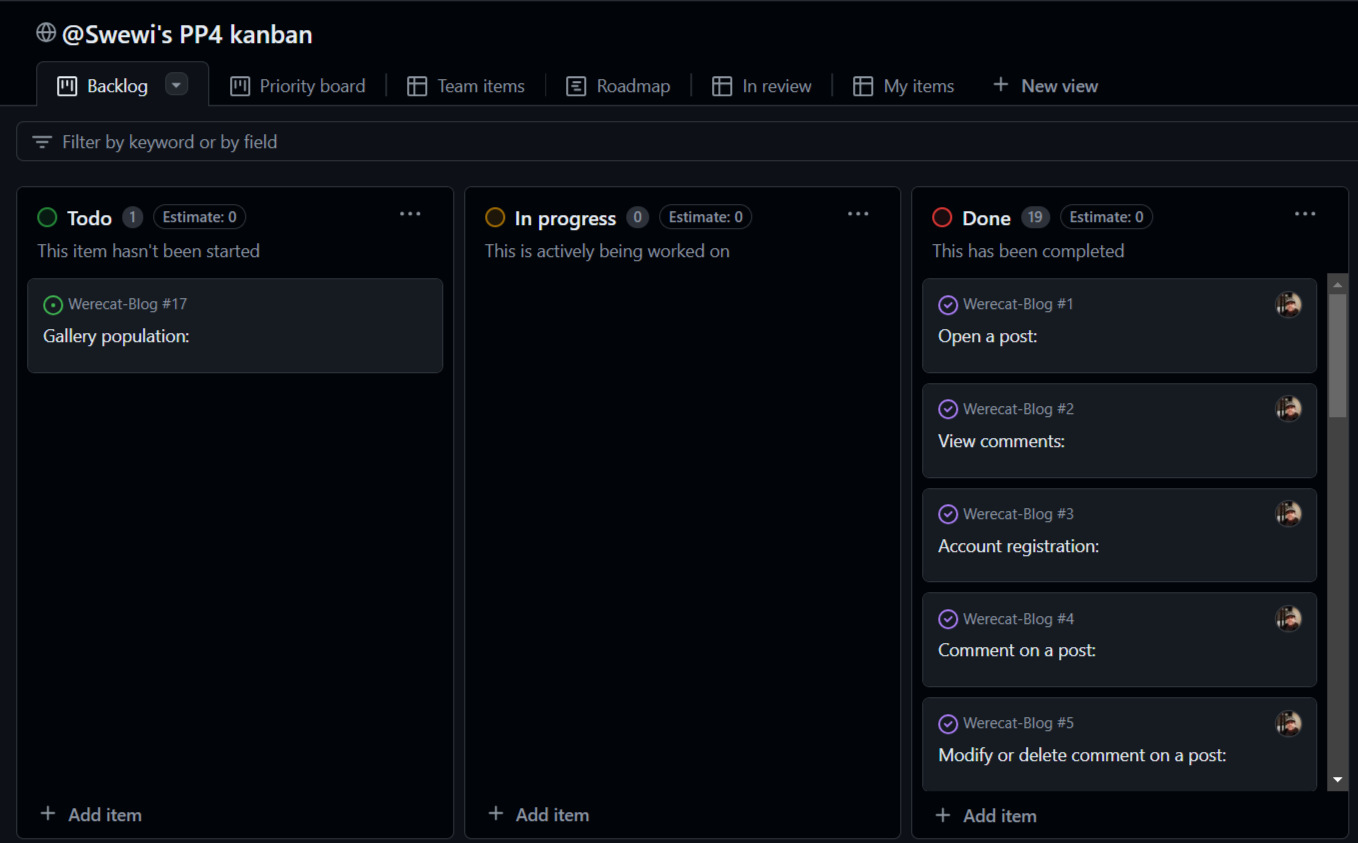 @Swewi's PP4 kanban
Backlog Priority board Team items Roadmap In review My items New view
Filter by keyword or by field
Todo 1 Estimate: 0
This item hasn't been started
Werecat-Blog #17
Gallery population:
Add item
In progress 0 Estimate: 0
This is actively being worked on
Add item
Done 19 Estimate: 0
This has been completed
Werecat-Blog #1
Open a post:
Werecat-Blog #2
View comments:
Werecat-Blog #3
Account registration:
Werecat-Blog #4
Comment on a post:
Werecat-Blog #5
Modify or delete comment on a post:
Add item